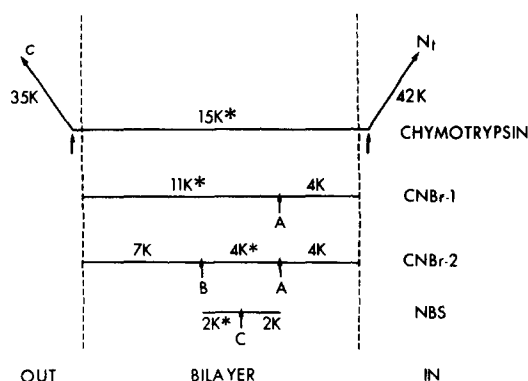 C Nt
35K 42K
15K*
CHYMOTRYPSIN
11K* 4K CNBr-1
A
7K 4K* 4K CNBr-2
B A
NBS
2K* 2K
C
OUT BILAYER IN